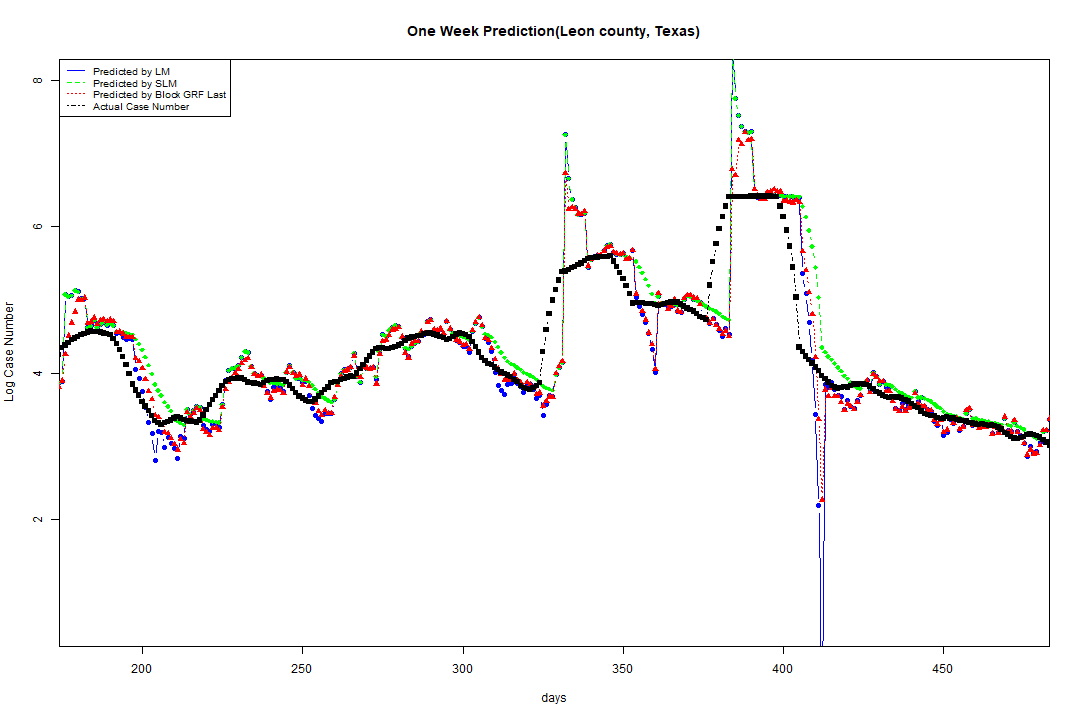 One Week Prediction(Leon county, Texas)
Predicted by LM
Predicted by SLM
Predicted by Block GRF Last
Actual Case Number
8
6
4
2
Log Case Number
200 250 300 350 400 450
days